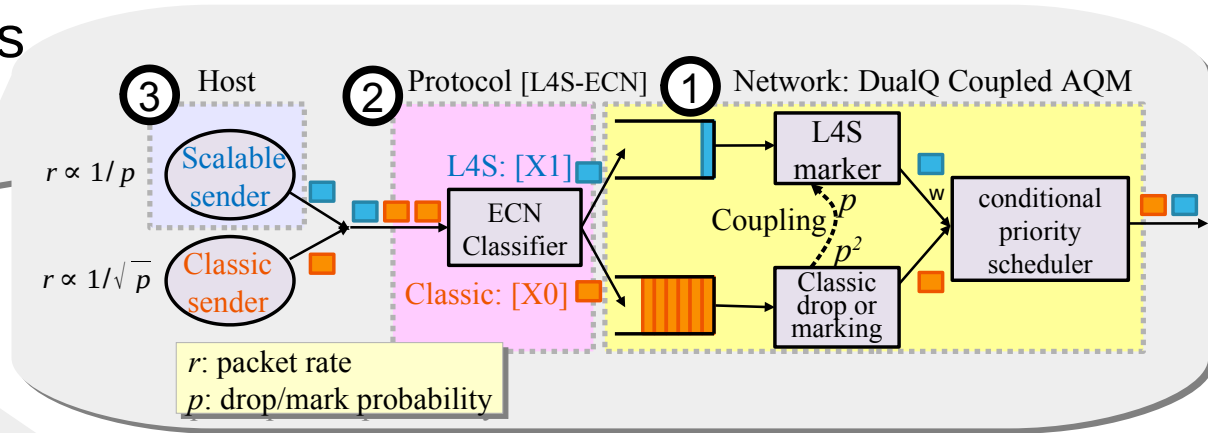 s
3
Host
2
Protocol [L4S-ECN]
1
Network: DualQ Coupled AQM
r ∝ 1/ p
Scalable
sender
r ∝ 1/√p
Classic
sender
L4S: [X1]
ECN
Classifier
Classic: [X0]
L4S
marker
Coupling
p
p²
Classic
drop or
marking
w
conditional
priority
scheduler
r: packet rate
p: drop/mark probability